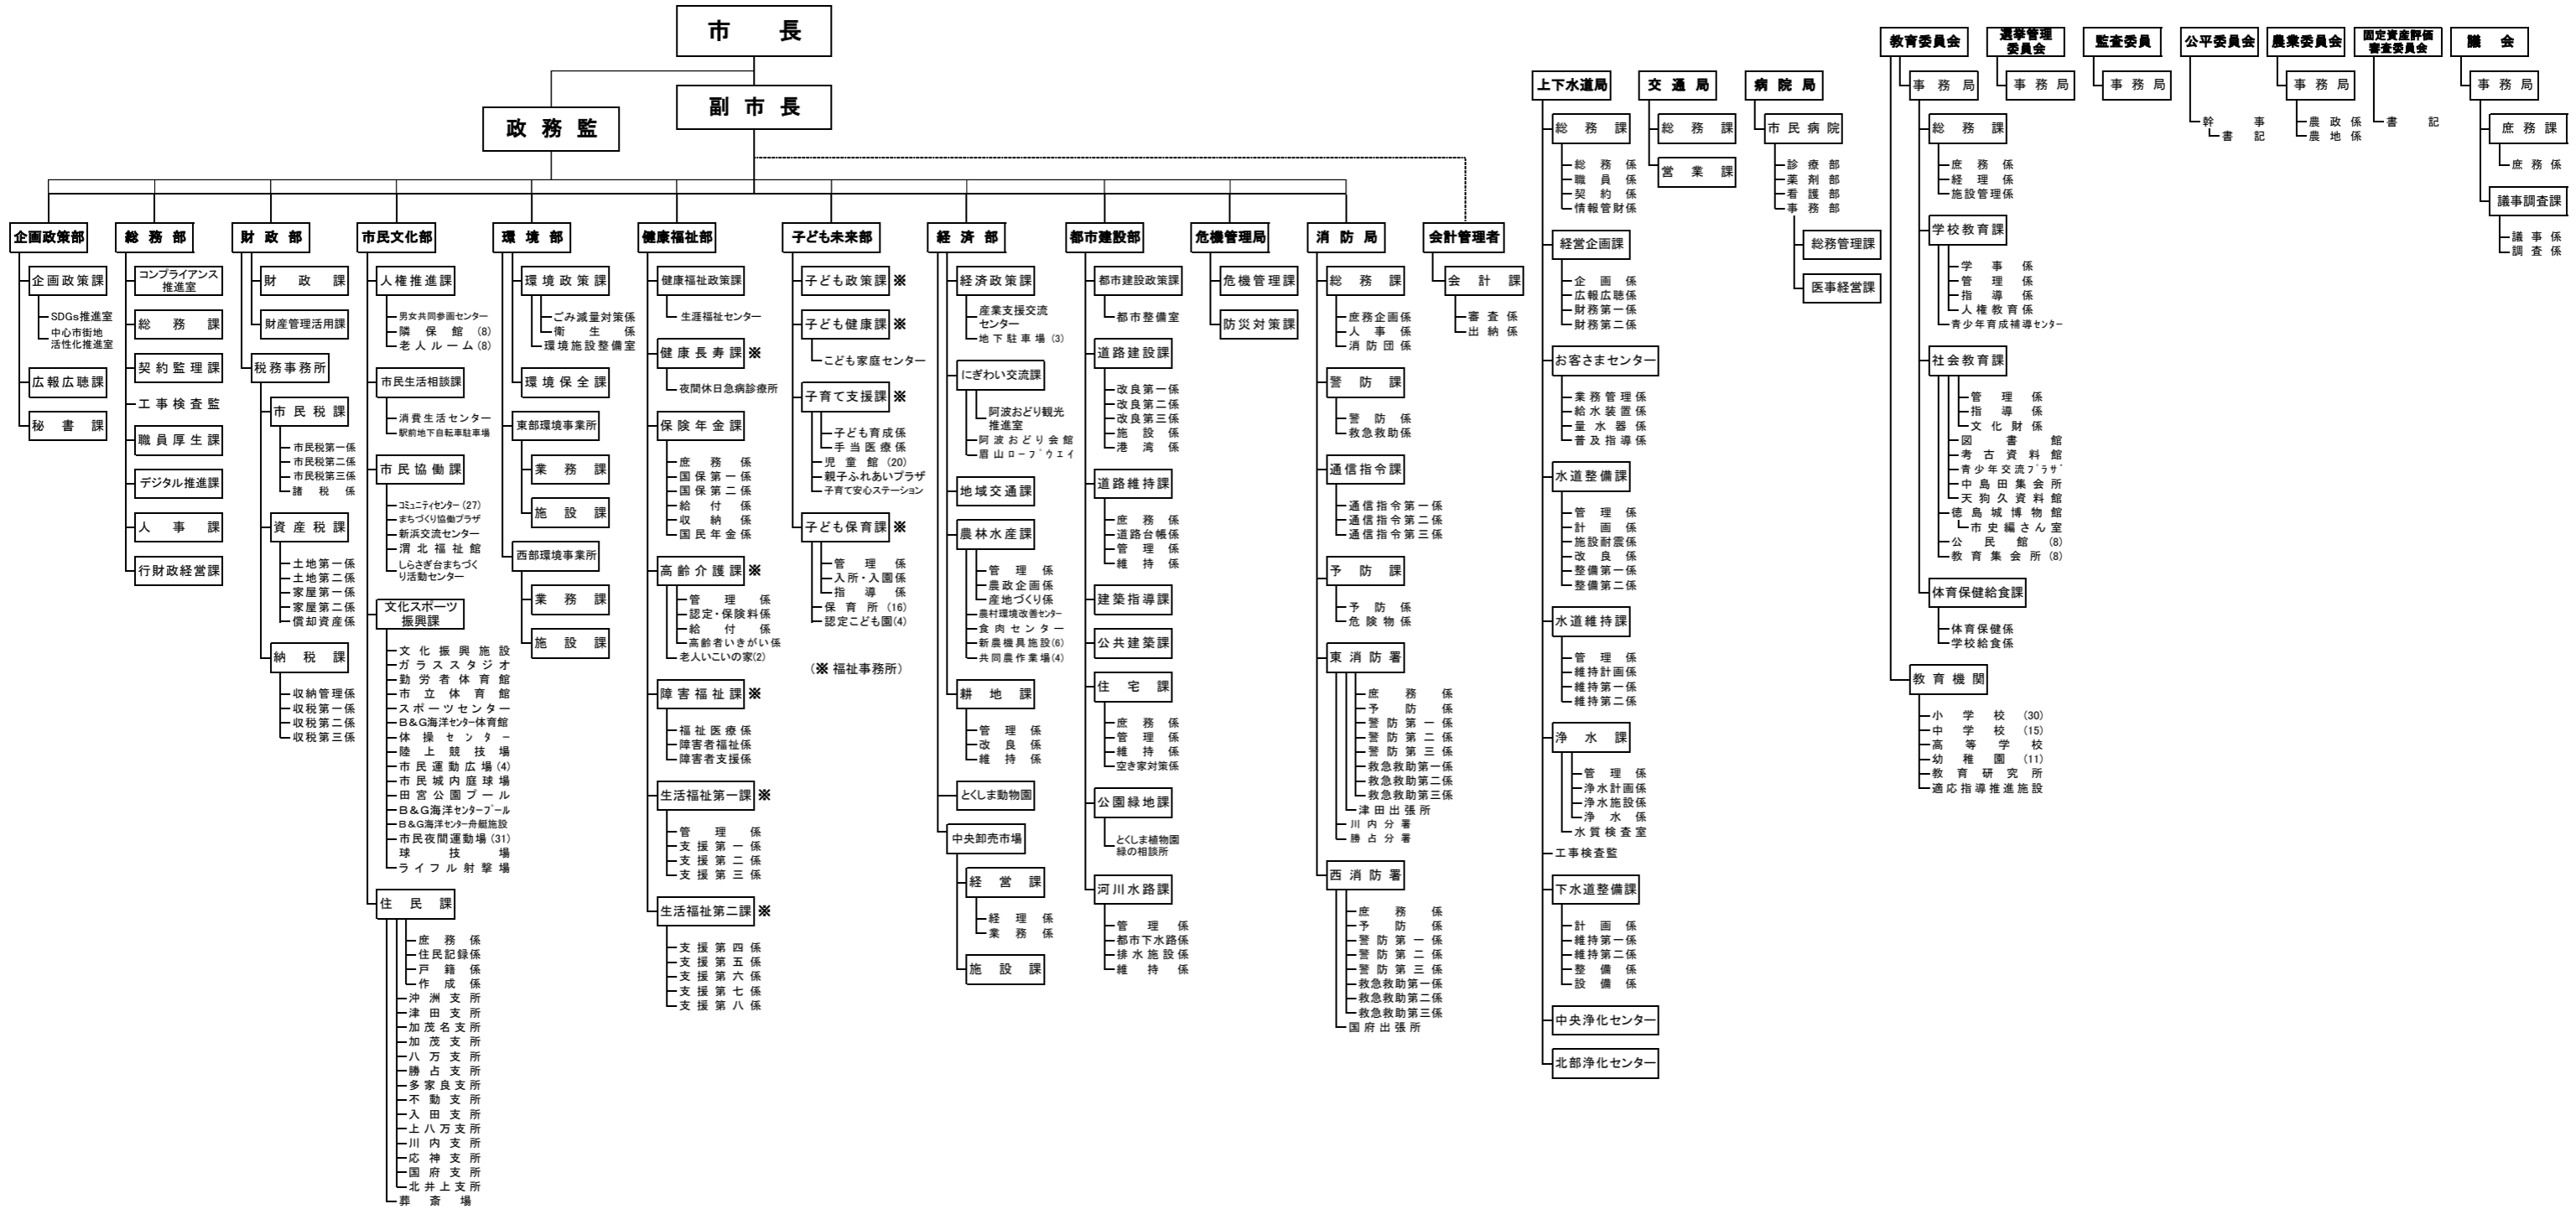 市長
副市長
政務監
企画政策部
企画政策課
SDGs推進室
中心市街地
活性化推進室
広報広聴課
秘書課
総務部
コンプライアンス
推進室
総務課
契約監理課
工事検査監
職員厚生課
デジタル推進課
人事課
行財政経営課
財政部
財政課
財産管理活用課
税務事務所
市民税課
市民税第一係
市民税第二係
市民税第三係
諸税係
資産税課
土地第一係
土地第二係
家屋第一係
家屋第二係
償却資産係
納税課
収納管理係
収税第一係
収税第二係
収税第三係
市民文化部
人権推進課
男女共同参画センター
隣保館(8)
老人ルーム(8)
市民生活相談課
消費生活センター
駅前地下自転車駐車場
市民協働課
コミュニティセンター(27)
まちづくり協働プラザ
新浜交流センター
渭北福祉館
しらさぎ台まちづく
り活動センター
文化スポーツ
振興課
文化振興施設
ガラススタジオ
勤労者体育館
市立体育館
スポーツセンター
B&G海洋センター体育館
体操センター
陸上競技場
市民運動広場(4)
市民城内庭球場
田宮公園プール
B&G海洋センタープール
B&G海洋センター舟艇施設
市民夜間運動場(31)
球技場
ライフル射撃場
住民課
庶務係
住民記録係
戸籍係
作成係
沖洲支所
津田支所
加茂名支所
加茂支所
八万支所
勝占支所
多家良支所
不動支所
入田支所
上八万支所
川内支所
応神支所
国府支所
北井上支所
葬斎場
環境部
環境政策課
ごみ減量対策係
衛生係
環境施設整備室
環境保全課
東部環境事業所
業務課
施設課
西部環境事業所
業務課
施設課
健康福祉部
健康福祉政策課
生涯福祉センター
健康長寿課※
夜間休日急病診療所
保険年金課
庶務係
国保第一係
国保第二係
給付係
収納係
国民年金係
高齢介護課※
管理係
認定・保険料係
給付係
高齢者いきがい係
老人いこいの家(2)
障害福祉課※
福祉医療係
障害者福祉係
障害者支援係
生活福祉第一課※
管理係
支援第一係
支援第二係
支援第三係
生活福祉第二課※
支援第四係
支援第五係
支援第六係
支援第七係
支援第八係
子ども未来部
子ども政策課※
子ども健康課※
こども家庭センター
子育て支援課※
子ども育成係
手当医療係
児童館(20)
親子ふれあいプラザ
子育て安心ステーション
子ども保育課※
管理係
入所・入園係
指導係
保育所(16)
認定こども園(4)
(※ 福祉事務所)
経済部
経済政策課
産業支援交流
センター
地下駐車場(3)
にぎわい交流課
阿波おどり観光
推進室
阿波おどり会館
眉山ロープウエイ
地域交通課
農林水産課
管理係
農政企画係
産地づくり係
農村環境改善センター
食肉センター
新農機具施設(6)
共同農作業場(4)
耕地課
管理係
改良係
維持係
とくしま動物園
中央卸売市場
経営課
経理係
業務係
施設課
都市建設部
都市建設政策課
都市整備室
道路建設課
改良第一係
改良第二係
改良第三係
施設係
港湾係
道路維持課
庶務係
道路台帳係
管理係
維持係
建築指導課
公共建築課
住宅課
庶務係
管理係
維持係
空き家対策係
公園緑地課
とくしま植物園
緑の相談所
河川水路課
管理係
都市下水路係
排水施設係
維持係
危機管理局
危機管理課
防災対策課
消防局
総務課
庶務企画係
人事係
消防団係
警防課
警防係
救急救助係
通信指令課
通信指令第一係
通信指令第二係
通信指令第三係
予防課
予防係
危険物係
東消防署
庶務係
予防係
警防第一係
警防第二係
警防第三係
救急救助第一係
救急救助第二係
救急救助第三係
津田出張所
川内分署
勝占分署
西消防署
庶務係
予防係
警防第一係
警防第二係
警防第三係
救急救助第一係
救急救助第二係
救急救助第三係
国府出張所
会計管理者
会計課
審査係
出納係
上下水道局
総務課
総務係
職員係
契約係
情報管財係
経営企画課
企画係
広報広聴係
財務第一係
財務第二係
お客さまセンター
業務管理係
給水装置係
量水器係
普及指導係
水道整備課
管理係
計画係
施設耐震係
改良係
整備第一係
整備第二係
水道維持課
管理係
維持計画係
維持第一係
維持第二係
浄水課
管理係
浄水計画係
浄水施設係
浄水係
水質検査室
工事検査監
下水道整備課
計画係
維持第一係
維持第二係
整備係
設備係
中央浄化センター
北部浄化センター
交通局
総務課
営業課
病院局
市民病院
診療部
薬剤部
看護部
事務部
総務管理課
医事経営課
教育委員会
事務局
総務課
庶務係
経理係
施設管理係
学校教育課
学事係
管理係
指導係
人権教育係
青少年育成補導センター
社会教育課
管理係
指導係
文化財係
図書館
考古資料館
青少年交流プラザ
中島田集会所
天狗久資料館
徳島城博物館
市史編さん室
公民館(8)
教育集会所(8)
体育保健給食課
体育保健係
学校給食係
教育機関
小学校(30)
中学校(15)
高等学校
幼稚園(11)
教育研究所
適応指導推進施設
選挙管理
委員会
事務局
監査委員
事務局
公平委員会
幹事
書記
農業委員会
事務局
農政係
農地係
固定資産評価
審査委員会
書記
議会
事務局
庶務課
庶務係
議事調査課
議事係
調査係